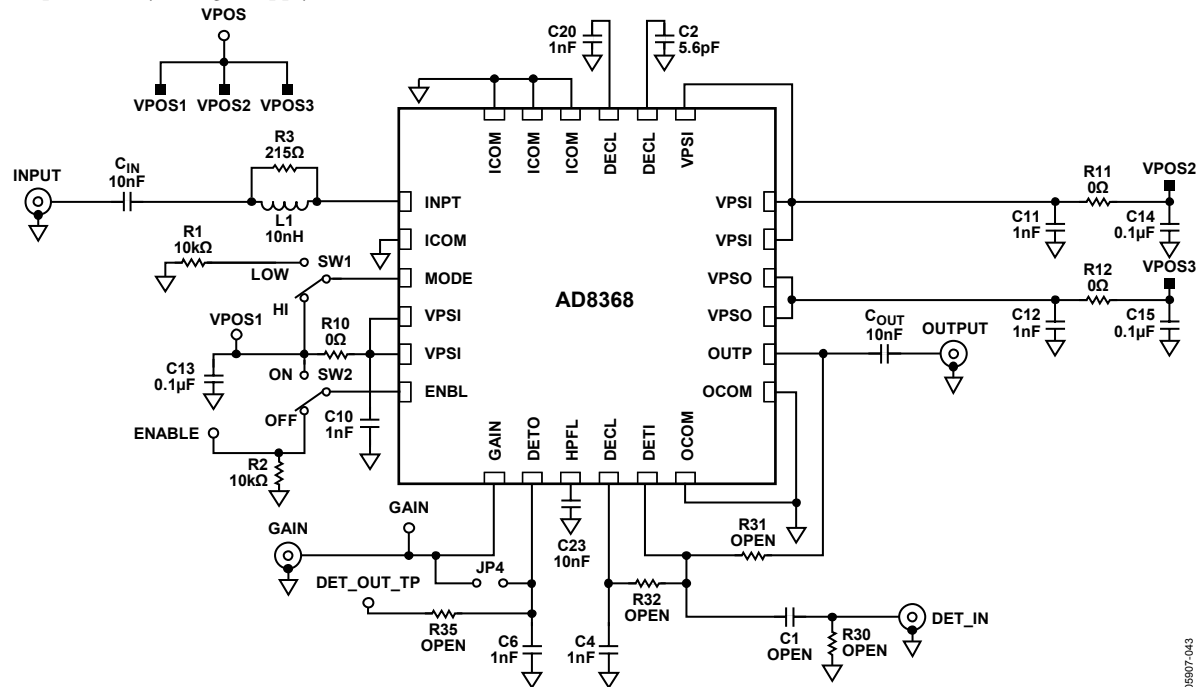 VPOS
VPOS1 VPOS2 VPOS3
C20
1nF
C2
5.6pF
ICOM
ICOM
ICOM
DECL
DECL
VPSI
R3
215Ω
CIN
10nF
INPUT
L1
10nH
INPT
ICOM
MODE
VPSI
VPSI
ENBL
AD8368
VPSI
VPSI
VPSO
VPSO
OUTP
OCOM
R11
0Ω
VPOS2
C11
1nF
C14
0.1µF
VPOS3
R12
0Ω
C12
1nF
C15
0.1µF
COUT
10nF
OUTPUT
R1
10kΩ
SW1
LOW
HI
VPOS1
R10
0Ω
C13
0.1µF
ON
SW2
OFF
C10
1nF
ENABLE
R2
10kΩ
GAIN
DETO
HPFL
DECL
DETI
OCOM
GAIN
GAIN
C23
10nF
R31
OPEN
JP4
DET_OUT_TP
R32
OPEN
R35
OPEN
C6
1nF
C4
1nF
C1
OPEN
R30
OPEN
DET_IN
05907-043